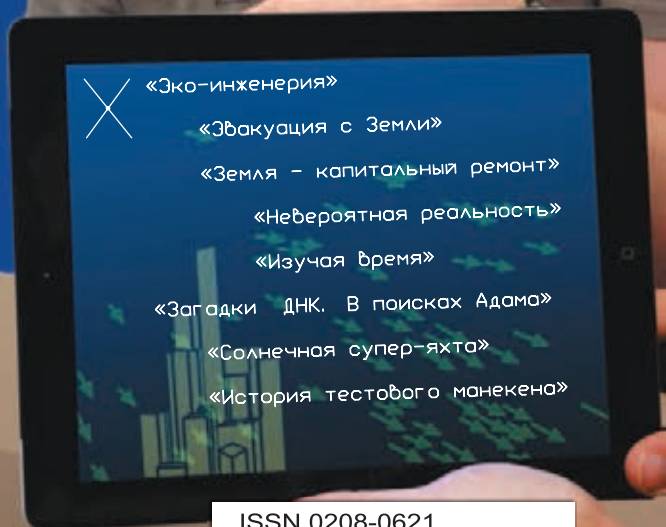 «Эко-инженерия»
«Эвакуация с Земли»
«Земля - капитальный ремонт»
«Невероятная реальность»
«Изучая время»
«Загадки ДНК. В поисках Адама»
«Солнечная супер-яхта»
«История тестового манекена»
ISSN 0208-0621